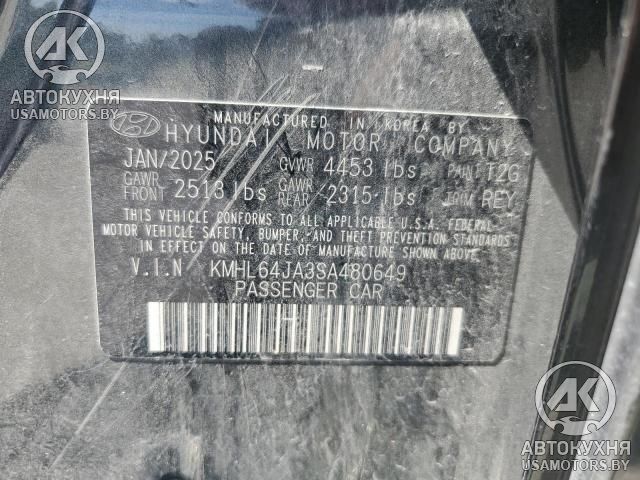 AK
АВТОКУХНЯ
USAMOTORS.BY
MANUFACTURED IN KOREA BY
HYUNDAI MOTOR COMPANY
JAN/2025 GVWR 4453 lbs PAINT T2G
GAWR FRONT 2513 lbs GAWR REAR 2315 lbs TRIM REY
THIS VEHICLE CONFORMS TO ALL APPLICABLE U.S.A. FEDERAL
MOTOR VEHICLE SAFETY, BUMPER, AND THEFT PREVENTION STANDARDS
IN EFFECT ON THE DATE OF MANUFACTURE SHOWN ABOVE.
V.I.N KMHL64JA3SA480649
PASSENGER CAR
AK
АВТОКУХНЯ
USAMOTORS.BY